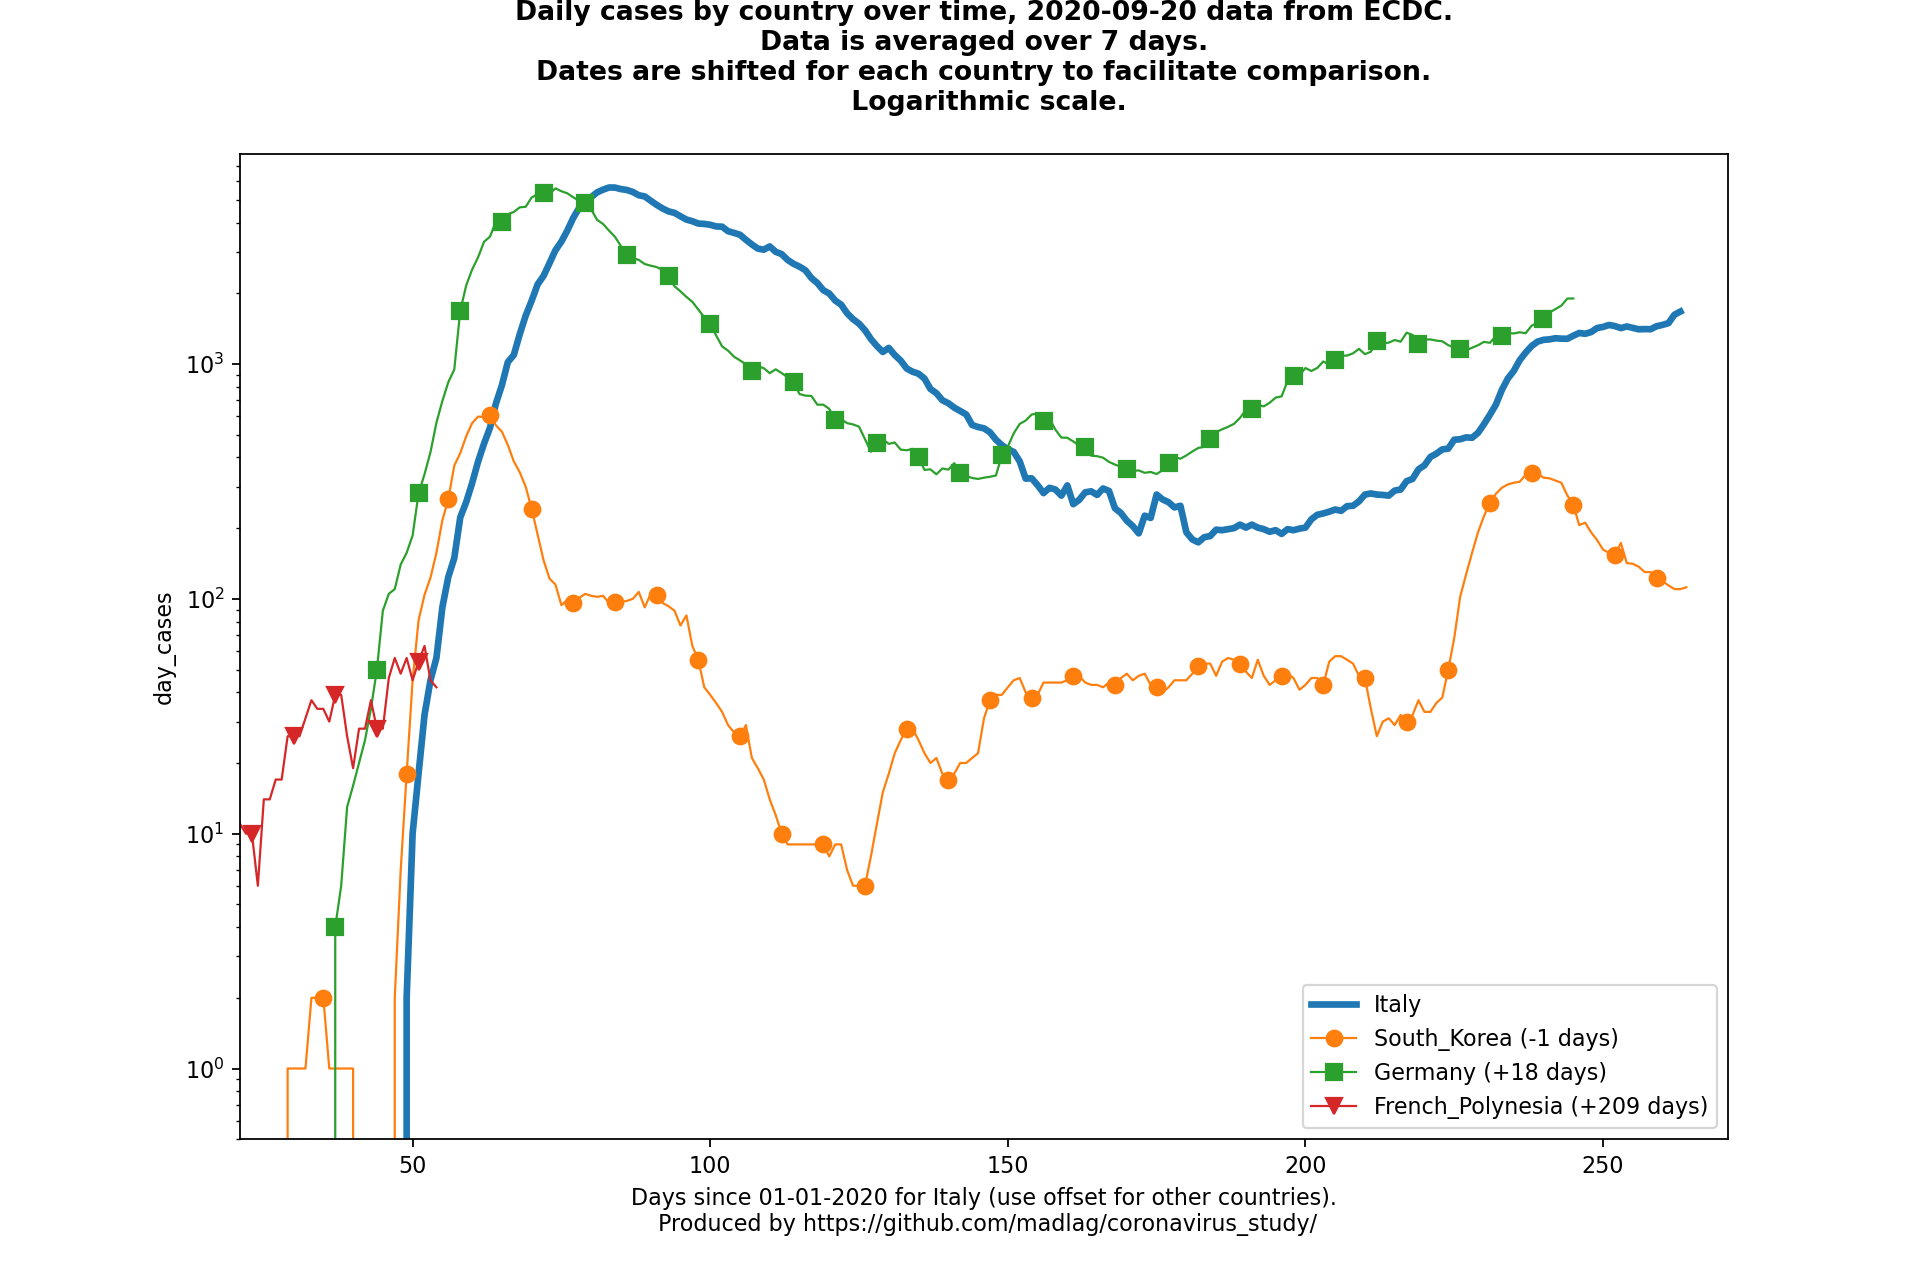 Daily cases by country over time, 2020-09-20 data from ECDC.
Data is averaged over 7 days.
Dates are shifted for each country to facilitate comparison.
Logarithmic scale.
day_cases
10³
10²
10¹
10⁰
Italy
South_Korea (-1 days)
Germany (+18 days)
French_Polynesia (+209 days)
50 100 150 200 250
Days since 01-01-2020 for Italy (use offset for other countries).
Produced by https://github.com/madlag/coronavirus_study/